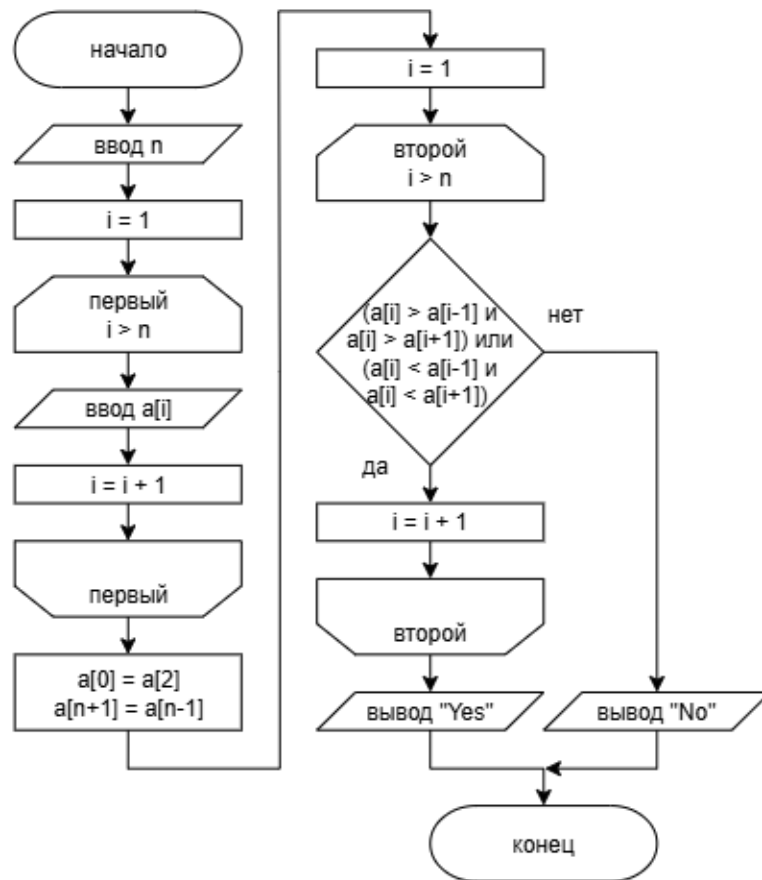 начало
ввод n
i = 1
первый
i > n
ввод a[i]
i = i + 1
первый
a[0] = a[2]
a[n+1] = a[n-1]
i = 1
второй
i > n
(a[i] > a[i-1] и
a[i] > a[i+1]) или
(a[i] < a[i-1] и
a[i] < a[i+1])
нет
да
i = i + 1
второй
вывод "Yes"
вывод "No"
конец